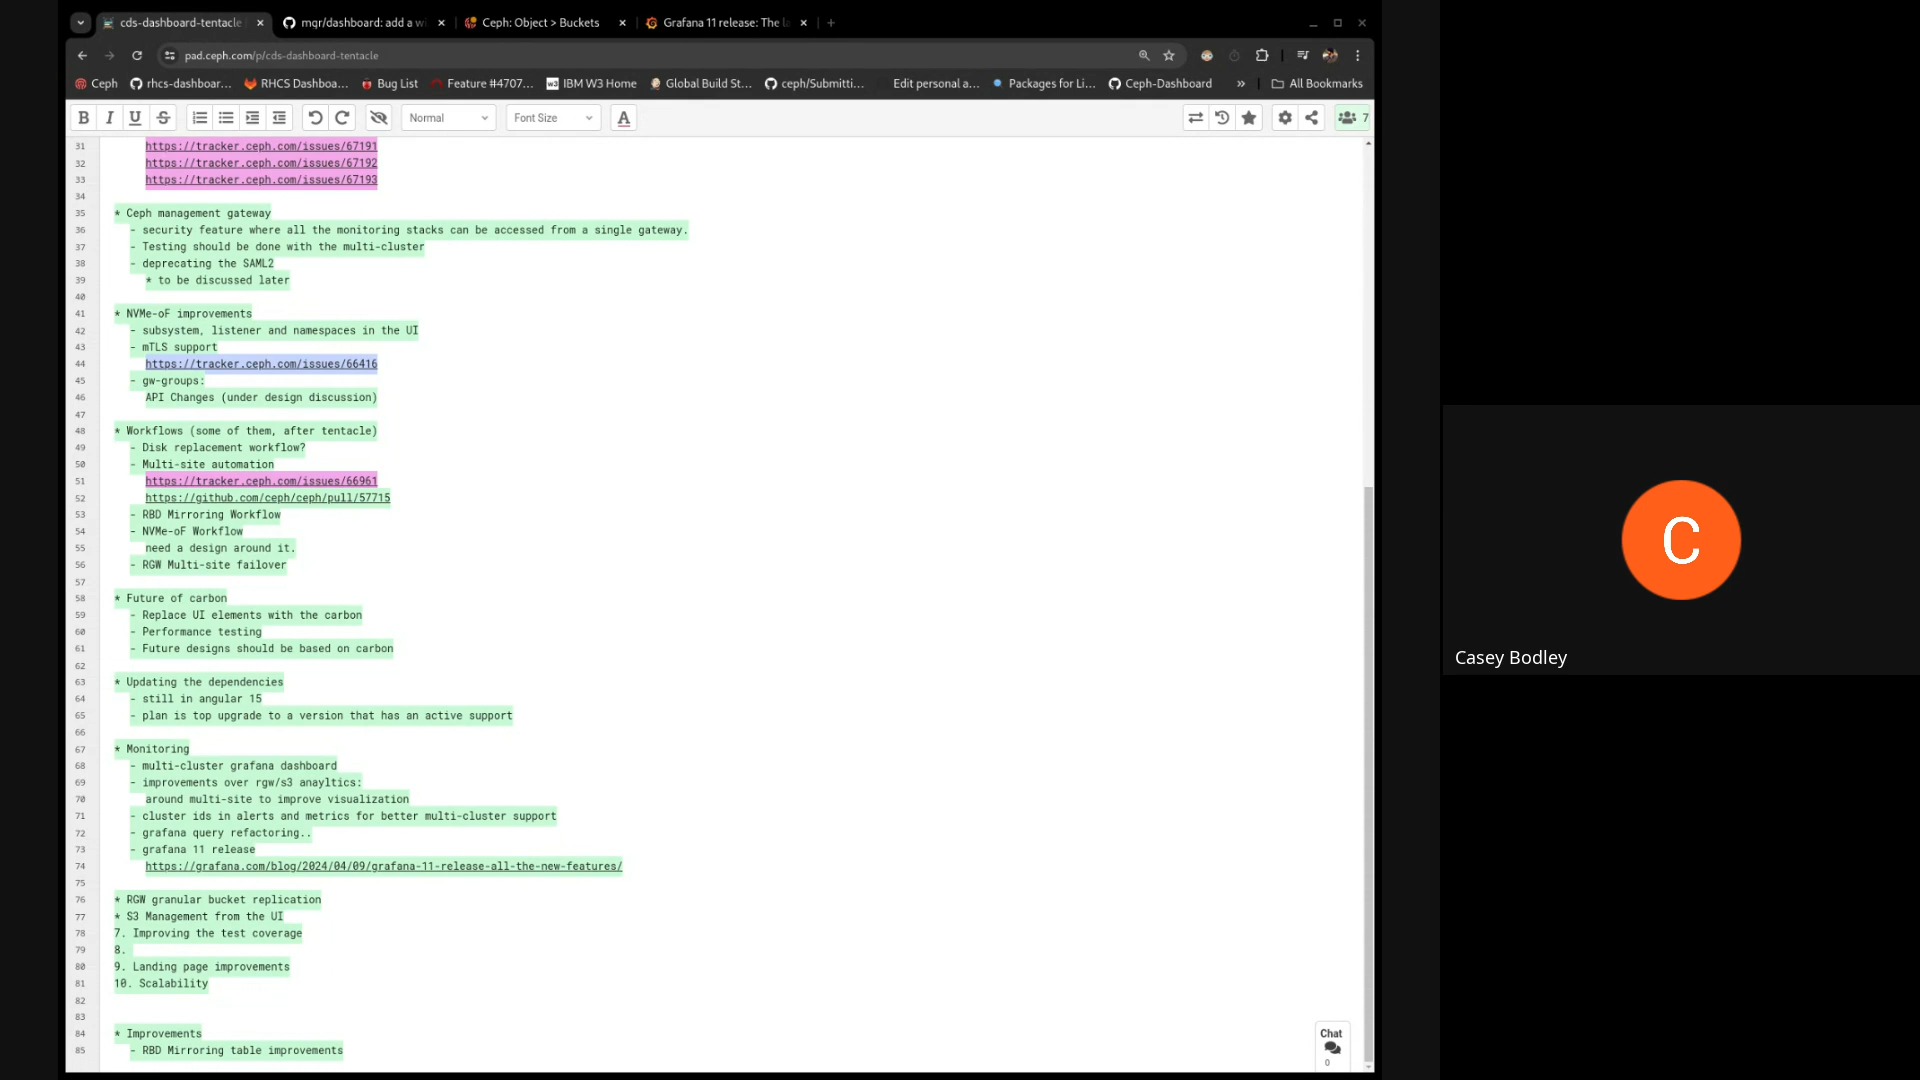 cds-dashboard-tentacle
mgr/dashboard: add a wi
Ceph: Object > Buckets
Grafana 11 release: The la
pad.ceph.com/p/cds-dashboard-tentacle
Ceph
rhcs-dashboar...
RHCS Dashboa...
Bug List
Feature #4707...
IBM W3 Home
Global Build St...
ceph/Submitti...
Edit personal a...
Packages for Li...
Ceph-Dashboard
»
All Bookmarks
B I U S
Normal
Font Size
A
7
31 https://tracker.ceph.com/issues/67191
32 https://tracker.ceph.com/issues/67192
33 https://tracker.ceph.com/issues/67193
34
35 * Ceph management gateway
36 - security feature where all the monitoring stacks can be accessed from a single gateway.
37 - Testing should be done with the multi-cluster
38 - deprecating the SAML2
39 * to be discussed later
40
41 * NVMe-oF improvements
42 - subsystem, listener and namespaces in the UI
43 - mTLS support
44 https://tracker.ceph.com/issues/66416
45 - gw-groups:
46 API Changes (under design discussion)
47
48 * Workflows (some of them, after tentacle)
49 - Disk replacement workflow?
50 - Multi-site automation
51 https://tracker.ceph.com/issues/66961
52 https://github.com/ceph/ceph/pull/57715
53 - RBD Mirroring Workflow
54 - NVMe-oF Workflow
55 need a design around it.
56 - RGW Multi-site failover
57
58 * Future of carbon
59 - Replace UI elements with the carbon
60 - Performance testing
61 - Future designs should be based on carbon
62
63 * Updating the dependencies
64 - still in angular 15
65 - plan is top upgrade to a version that has an active support
66
67 * Monitoring
68 - multi-cluster grafana dashboard
69 - improvements over rgw/s3 anayltics:
70 around multi-site to improve visualization
71 - cluster ids in alerts and metrics for better multi-cluster support
72 - grafana query refactoring..
73 - grafana 11 release
74 https://grafana.com/blog/2024/04/09/grafana-11-release-all-the-new-features/
75
76 * RGW granular bucket replication
77 * S3 Management from the UI
78 7. Improving the test coverage
79 8.
80 9. Landing page improvements
81 10. Scalability
82
83
84 * Improvements
85 - RBD Mirroring table improvements
Chat
0
C
Casey Bodley